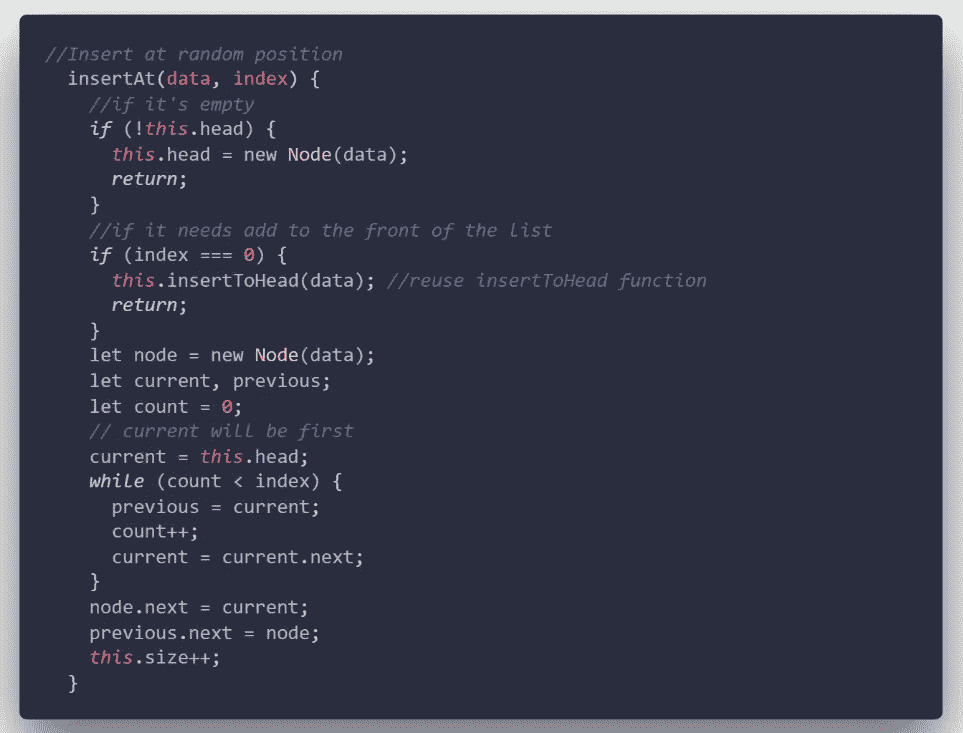 //Insert at random position
insertAt(data, index) {
//if it's empty
if (!this.head) {
this.head = new Node(data);
return;
}
//if it needs add to the front of the list
if (index === 0) {
this.insertToHead(data); //reuse insertToHead function
return;
}
let node = new Node(data);
let current, previous;
let count = 0;
// current will be first
current = this.head;
while (count < index) {
previous = current;
count++;
current = current.next;
}
node.next = current;
previous.next = node;
this.size++;
}